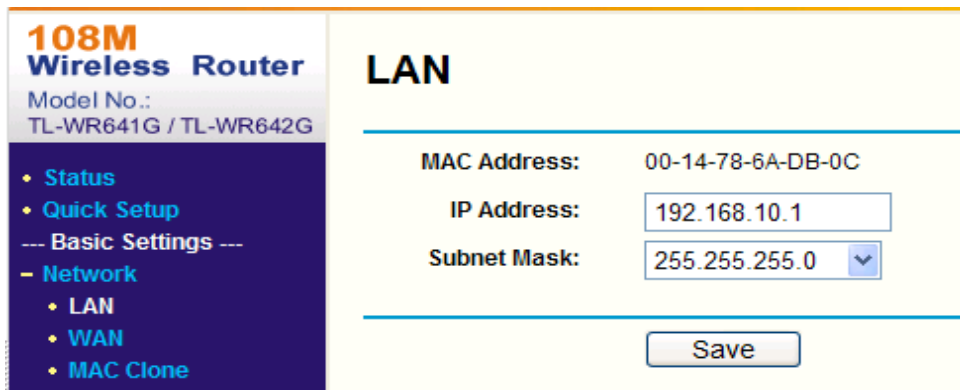 108M
Wireless Router
Model No.:
TL-WR641G / TL-WR642G
• Status
• Quick Setup
--- Basic Settings ---
– Network
• LAN
• WAN
• MAC Clone
LAN
MAC Address: 00-14-78-6A-DB-0C
IP Address: 192.168.10.1
Subnet Mask: 255.255.255.0
Save